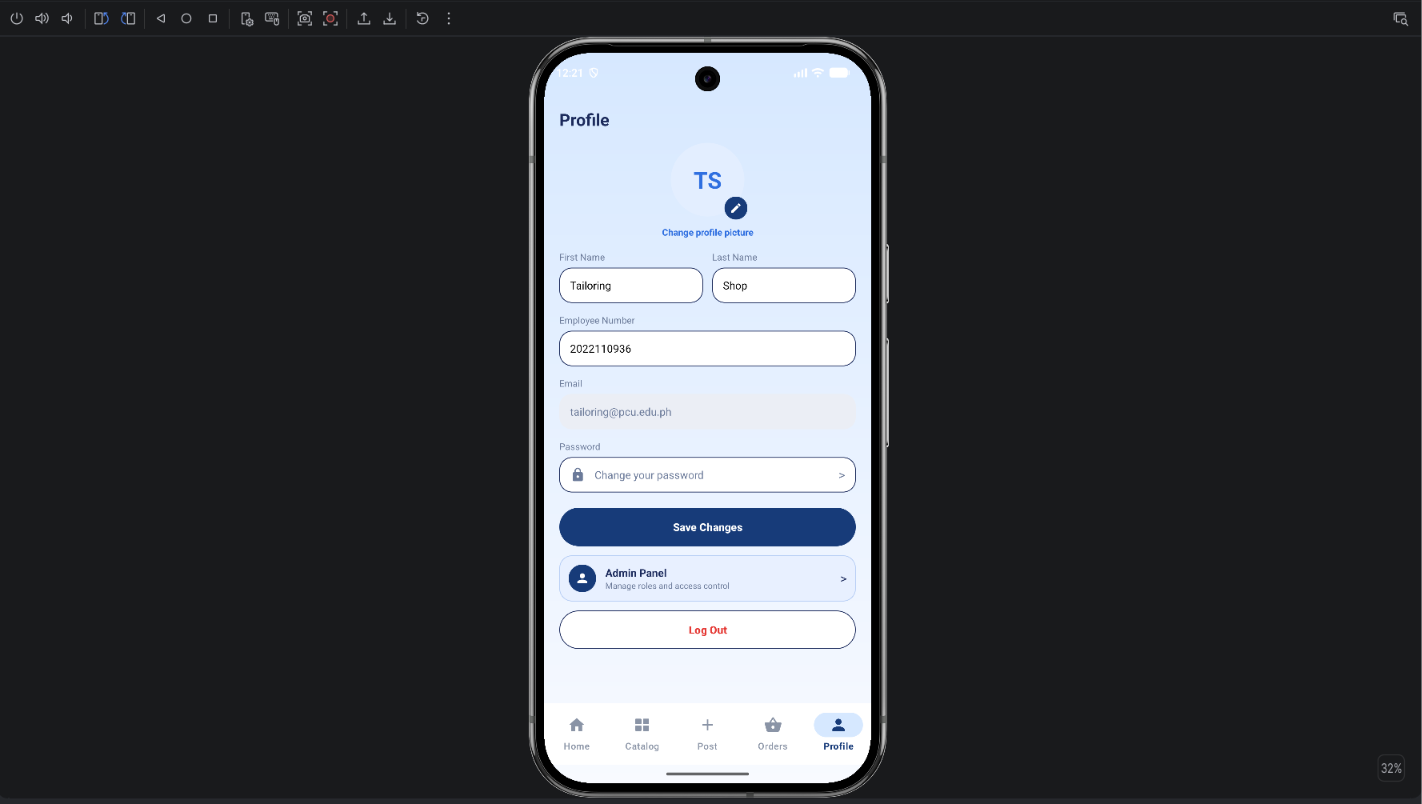 12:21
Profile
TS
Change profile picture
First Name
Last Name
Tailoring
Shop
Employee Number
2022110936
Email
tailoring@pcu.edu.ph
Password
Change your password >
Save Changes
Admin Panel
Manage roles and access control
>
Log Out
Home Catalog Post Orders Profile
32%